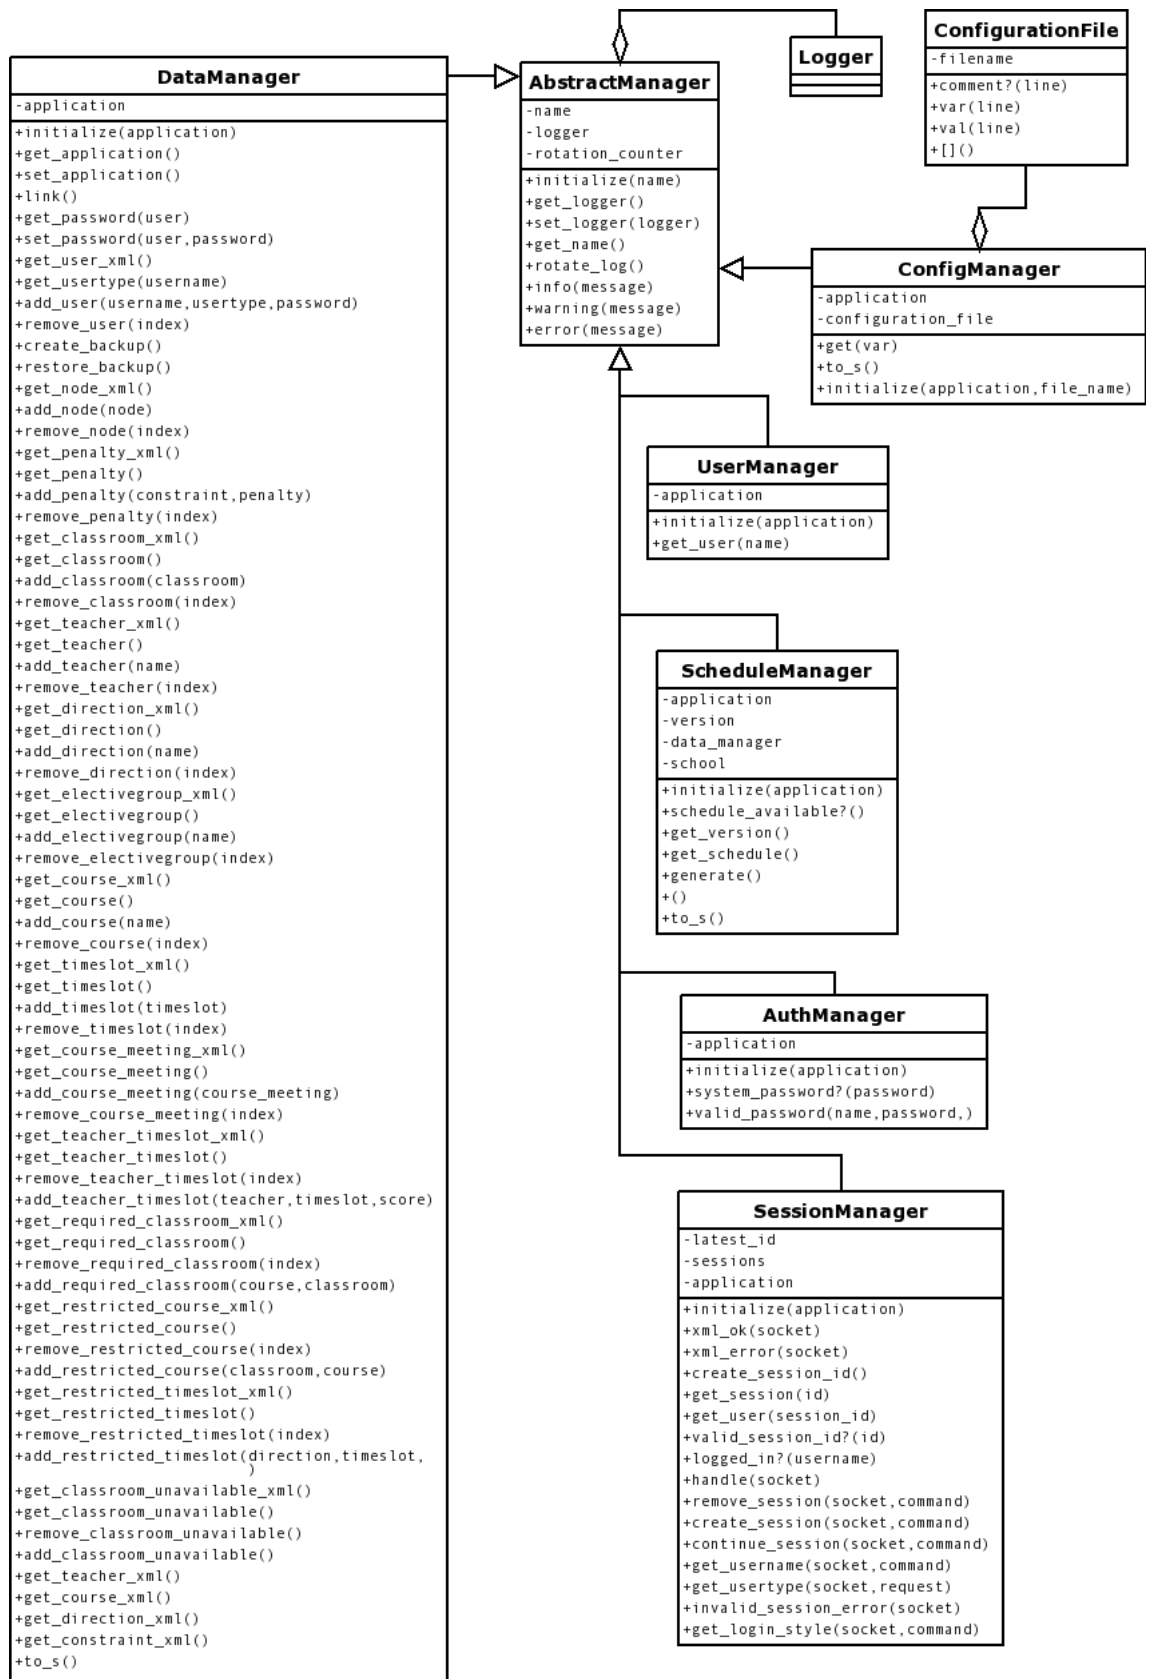 DataManager
-application
+initialize(application)
+get_application()
+set_application()
+link()
+get_password(user)
+set_password(user,password)
+get_user_xml()
+get_usertype(username)
+add_user(username,usertype,password)
+remove_user(index)
+create_backup()
+restore_backup()
+get_node_xml()
+add_node(node)
+remove_node(index)
+get_penalty_xml()
+get_penalty()
+add_penalty(constraint,penalty)
+remove_penalty(index)
+get_classroom_xml()
+get_classroom()
+add_classroom(classroom)
+remove_classroom(index)
+get_teacher_xml()
+get_teacher()
+add_teacher(name)
+remove_teacher(index)
+get_direction_xml()
+get_direction()
+add_direction(name)
+remove_direction(index)
+get_electivegroup_xml()
+get_electivegroup()
+add_electivegroup(name)
+remove_electivegroup(index)
+get_course_xml()
+get_course()
+add_course(name)
+remove_course(index)
+get_timeslot_xml()
+get_timeslot()
+add_timeslot(timeslot)
+remove_timeslot(index)
+get_course_meeting_xml()
+get_course_meeting()
+add_course_meeting(course_meeting)
+remove_course_meeting(index)
+get_teacher_timeslot_xml()
+get_teacher_timeslot()
+remove_teacher_timeslot(index)
+add_teacher_timeslot(teacher,timeslot,score)
+get_required_classroom_xml()
+get_required_classroom()
+remove_required_classroom(index)
+add_required_classroom(course,classroom)
+get_restricted_course_xml()
+get_restricted_course()
+remove_restricted_course(index)
+add_restricted_course(classroom,course)
+get_restricted_timeslot_xml()
+get_restricted_timeslot()
+remove_restricted_timeslot(index)
+add_restricted_timeslot(direction,timeslot,
)
+get_classroom_unavailable_xml()
+get_classroom_unavailable()
+remove_classroom_unavailable()
+add_classroom_unavailable()
+get_teacher_xml()
+get_course_xml()
+get_direction_xml()
+get_constraint_xml()
+to_s()
AbstractManager
-name
-logger
-rotation_counter
+initialize(name)
+get_logger()
+set_logger(logger)
+get_name()
+rotate_log()
+info(message)
+warning(message)
+error(message)
Logger
ConfigurationFile
-filename
+comment?(line)
+var(line)
+val(line)
+[]()
ConfigManager
-application
-configuration_file
+get(var)
+to_s()
+initialize(application,file_name)
UserManager
-application
+initialize(application)
+get_user(name)
ScheduleManager
-application
-version
-data_manager
-school
+initialize(application)
+schedule_available?()
+get_version()
+get_schedule()
+generate()
+()
+to_s()
AuthManager
-application
+initialize(application)
+system_password?(password)
+valid_password(name,password,)
SessionManager
-latest_id
-sessions
-application
+initialize(application)
+xml_ok(socket)
+xml_error(socket)
+create_session_id()
+get_session(id)
+get_user(session_id)
+valid_session_id?(id)
+logged_in?(username)
+handle(socket)
+remove_session(socket,command)
+create_session(socket,command)
+continue_session(socket,command)
+get_username(socket,command)
+get_usertype(socket,request)
+invalid_session_error(socket)
+get_login_style(socket,command)